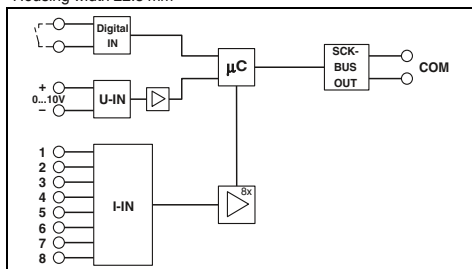 Housing width 22.5 mm
Digital
IN
+
0...10V
–
U-IN
µC
SCK-
BUS
OUT
COM
1
2
3
4
5
6
7
8
I-IN
8x